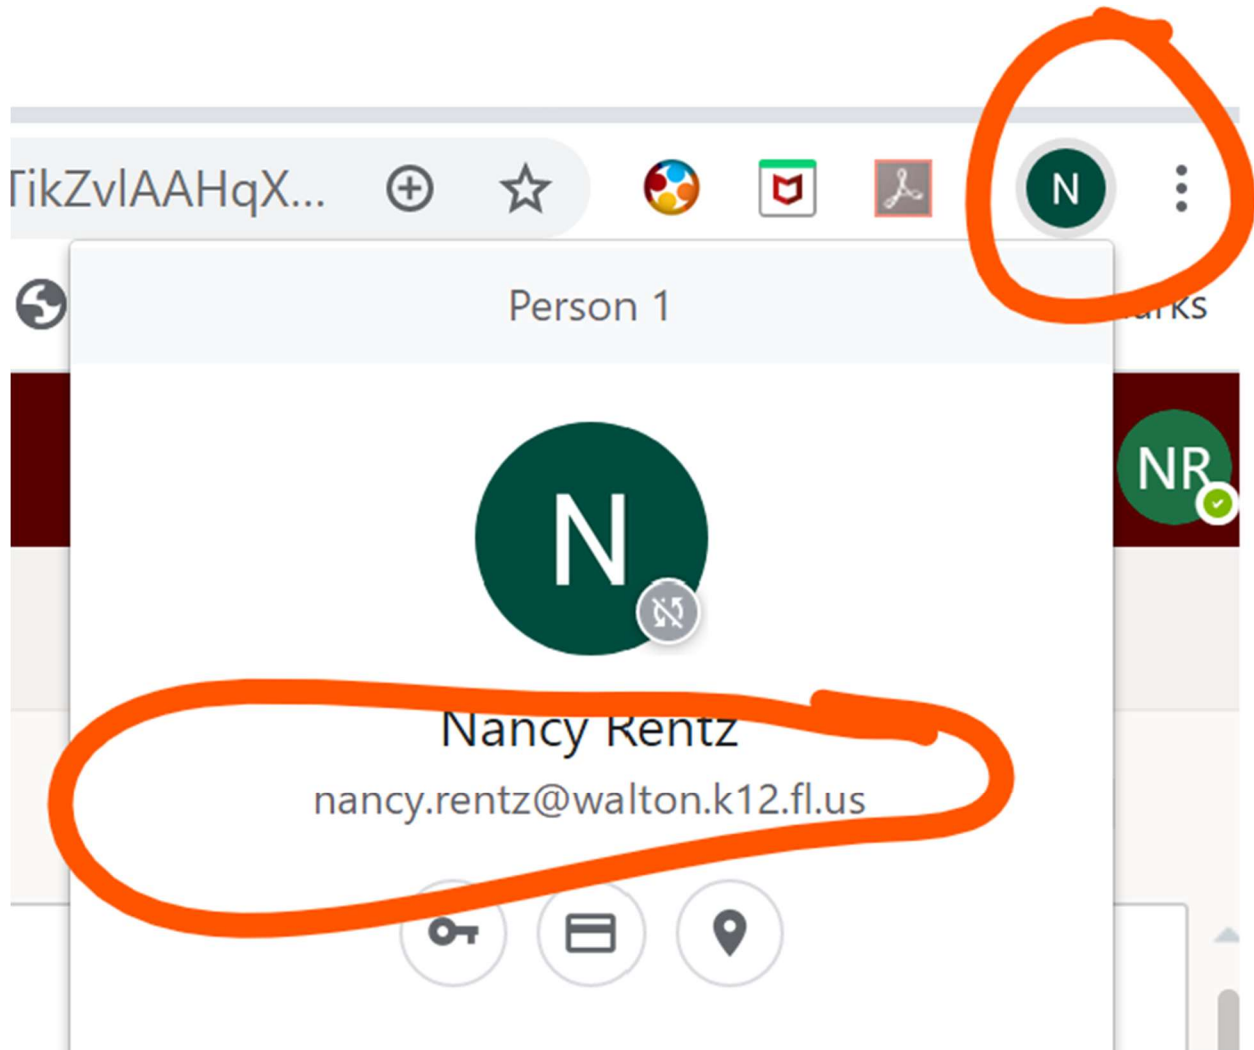 TikZvlAAHqX...
N
Person 1
NR
N
Nancy Rentz
nancy.rentz@walton.k12.fl.us